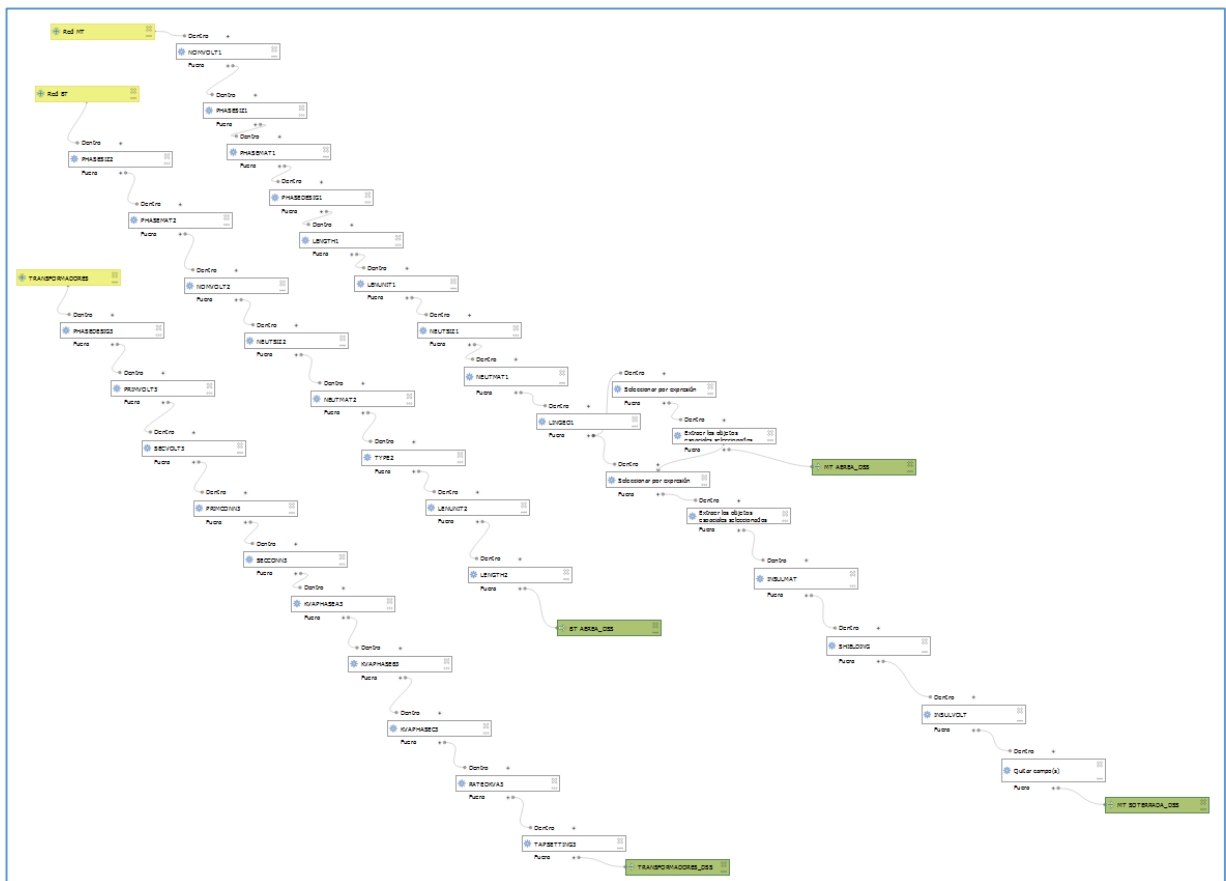 Red MT
Dentro +
NOMVOLT1
Fuera
Red BT
Dentro +
PHASESIZ1
Fuera
Dentro +
PHASEMAT1
Fuera
Dentro +
PHASESIZ2
Fuera
Dentro +
PHASEDESIG1
Fuera
Dentro +
PHASEMAT2
Fuera
Dentro +
LENGTH1
Fuera
TRANSFORMADORES
Dentro +
NOMVOLT2
Fuera
Dentro +
LENUNIT1
Fuera
Dentro +
PHASEDESIG3
Fuera
Dentro +
NEUTSIZ2
Fuera
Dentro +
NEUTSIZ1
Fuera
Dentro +
PRIMVOLT3
Fuera
Dentro +
NEUTMAT2
Fuera
Dentro +
NEUTMAT1
Fuera
Dentro +
Seleccionar por expresión
Fuera
Dentro +
LINGEO1
Fuera
Dentro +
Extraer los objetos
espaciales seleccionados
Fuera
MT AEREA_DSS
Dentro +
SECVOLT3
Fuera
Dentro +
TYPE2
Fuera
Dentro +
Seleccionar por expresión
Fuera
Dentro +
PRIMCONN3
Fuera
Dentro +
LENUNIT2
Fuera
Dentro +
Extraer los objetos
espaciales seleccionados
Fuera
Dentro +
SECCONN3
Fuera
Dentro +
LENGTH2
Fuera
Dentro +
INSULMAT
Fuera
Dentro +
KVAPHASEA3
Fuera
BT AEREA_DSS
Dentro +
SHIELDING
Fuera
Dentro +
KVAPHASEB3
Fuera
Dentro +
INSULVOLT
Fuera
Dentro +
KVAPHASEC3
Fuera
Dentro +
Quitar campo(s)
Fuera
Dentro +
RATEDKVA3
Fuera
MT SOTERRADA_DSS
Dentro +
TAPSETTING3
Fuera
TRANSFORMADORES_DSS